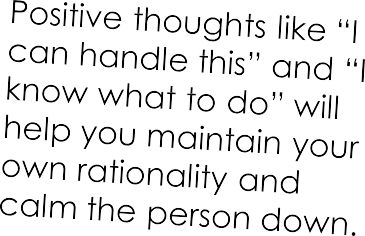 Positive thoughts like “I
can handle this” and “I
know what to do” will
help you maintain your
own rationality and
calm the person down.